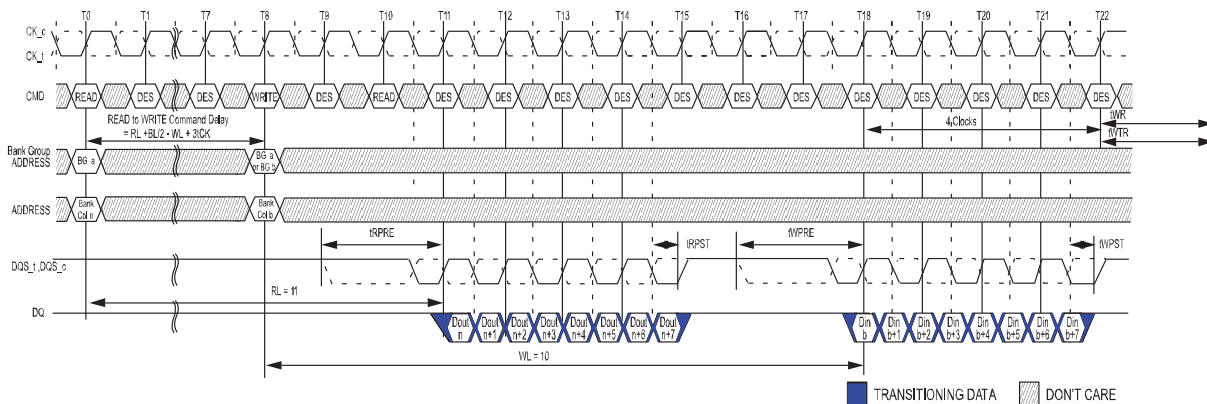 T0 T1 T7 T8 T9 T10 T11 T12 T13 T14 T15 T16 T17 T18 T19 T20 T21 T22
CK_c
CK_t
CMD READ DES DES WRITE DES READ DES DES DES DES DES DES DES DES DES DES DES DES
READ to WRITE Command Delay
= RL +BL/2 - WL + 3tCK
4 Clocks
tWR
tWTR
Bank Group
ADDRESS
BG a
BG a
or BG b
ADDRESS
Bank
Col n
Bank
Col b
tRPRE tRPST tWPRE tWPST
DQS_t ,DQS_c
RL = 11
DQ
Dout
n
Dout
n+1
Dout
n+2
Dout
n+3
Dout
n+4
Dout
n+5
Dout
n+6
Dout
n+7
Din
b
Din
b+1
Din
b+2
Din
b+3
Din
b+4
Din
b+5
Din
b+6
Din
b+7
WL = 10
TRANSITIONING DATA
DON'T CARE